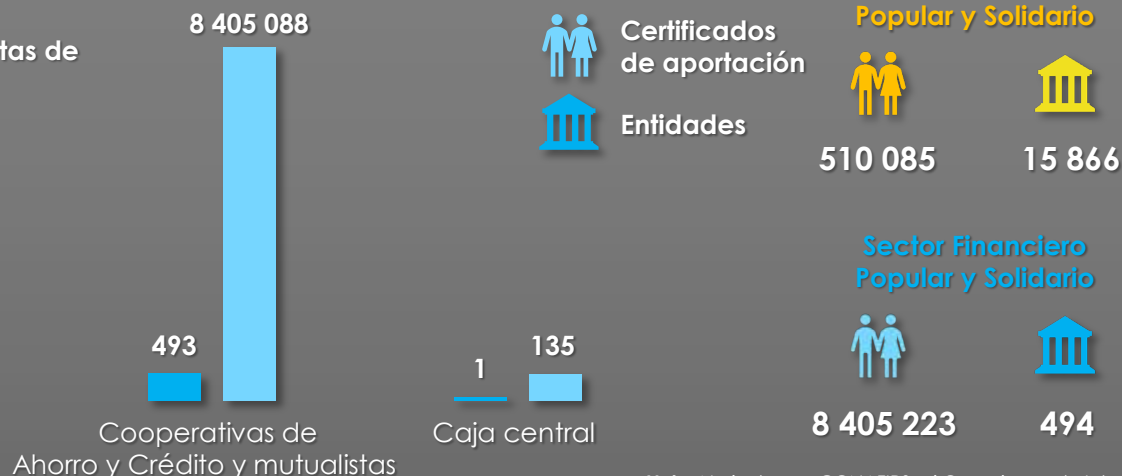 8 405 088
tas de
Certificados
de aportación
Entidades
Popular y Solidario
510 085
15 866
Sector Financiero
Popular y Solidario
8 405 223
494
493
1
135
Cooperativas de
Ahorro y Crédito y mutualistas
Caja central